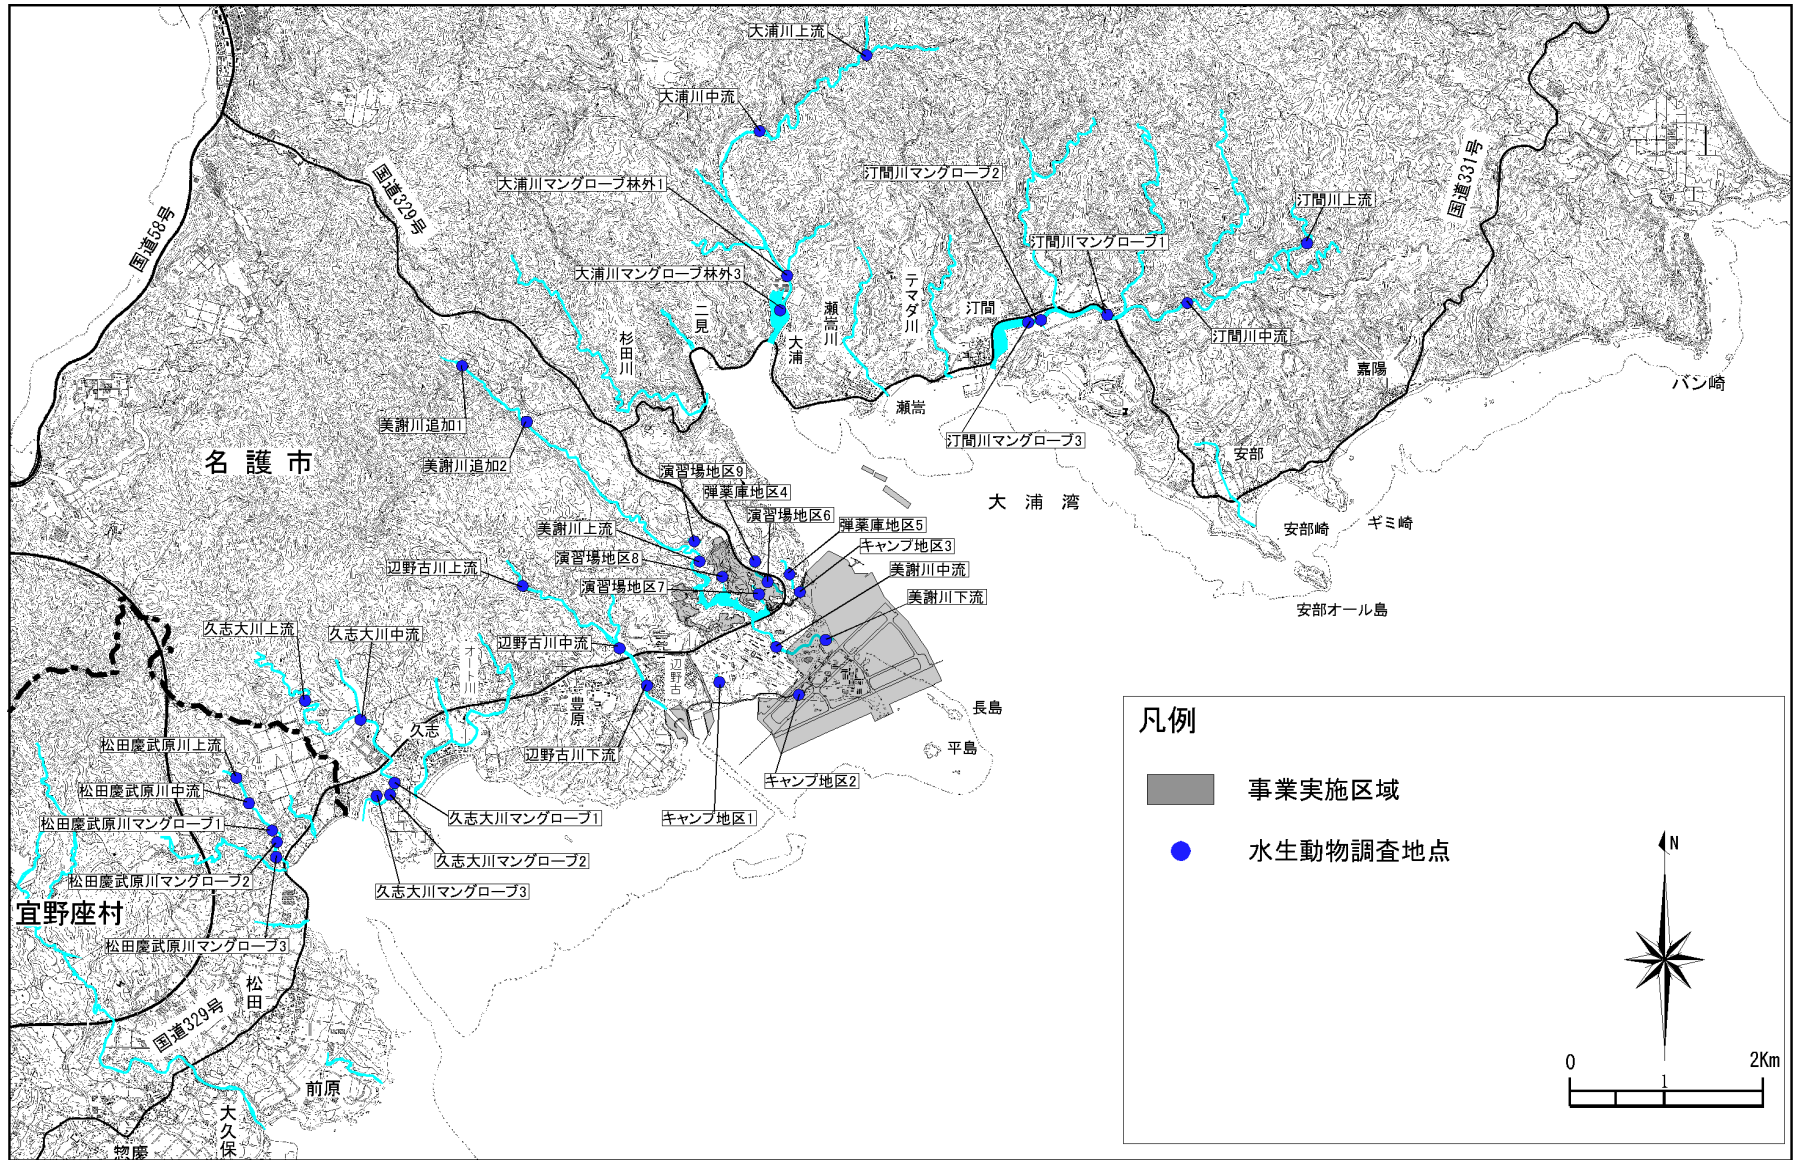 大浦川上流
大浦川中流
国道58号
国道329号
大浦川マングローブ林外1
汀間川マングローブ2
国道331号
汀間川上流
汀間川マングローブ1
大浦川マングローブ林外3
二見
瀬嵩川
テマダ川
汀間
杉田川
大浦
汀間川中流
嘉陽
バン崎
美謝川追加1
瀬嵩
汀間川マングローブ3
名護市
美謝川追加2
安部
演習場地区9
弾薬庫地区4
大浦湾
演習場地区6
美謝川上流
弾薬庫地区5
安部崎
ギミ崎
キャンプ地区3
演習場地区8
辺野古川上流
美謝川中流
演習場地区7
美謝川下流
安部オール島
久志大川上流
久志大川中流
辺野古川中流
オート川
辺野古
豊原
長島
久志
平島
松田慶武原川上流
辺野古川下流
キャンプ地区2
松田慶武原川中流
久志大川マングローブ1
キャンプ地区1
松田慶武原川マングローブ1
久志大川マングローブ2
松田慶武原川マングローブ2
久志大川マングローブ3
宜野座村
松田慶武原川マングローブ3
松田
国道329号
前原
大久保
惣慶
凡例
事業実施区域
水生動物調査地点
N
0
1
2Km